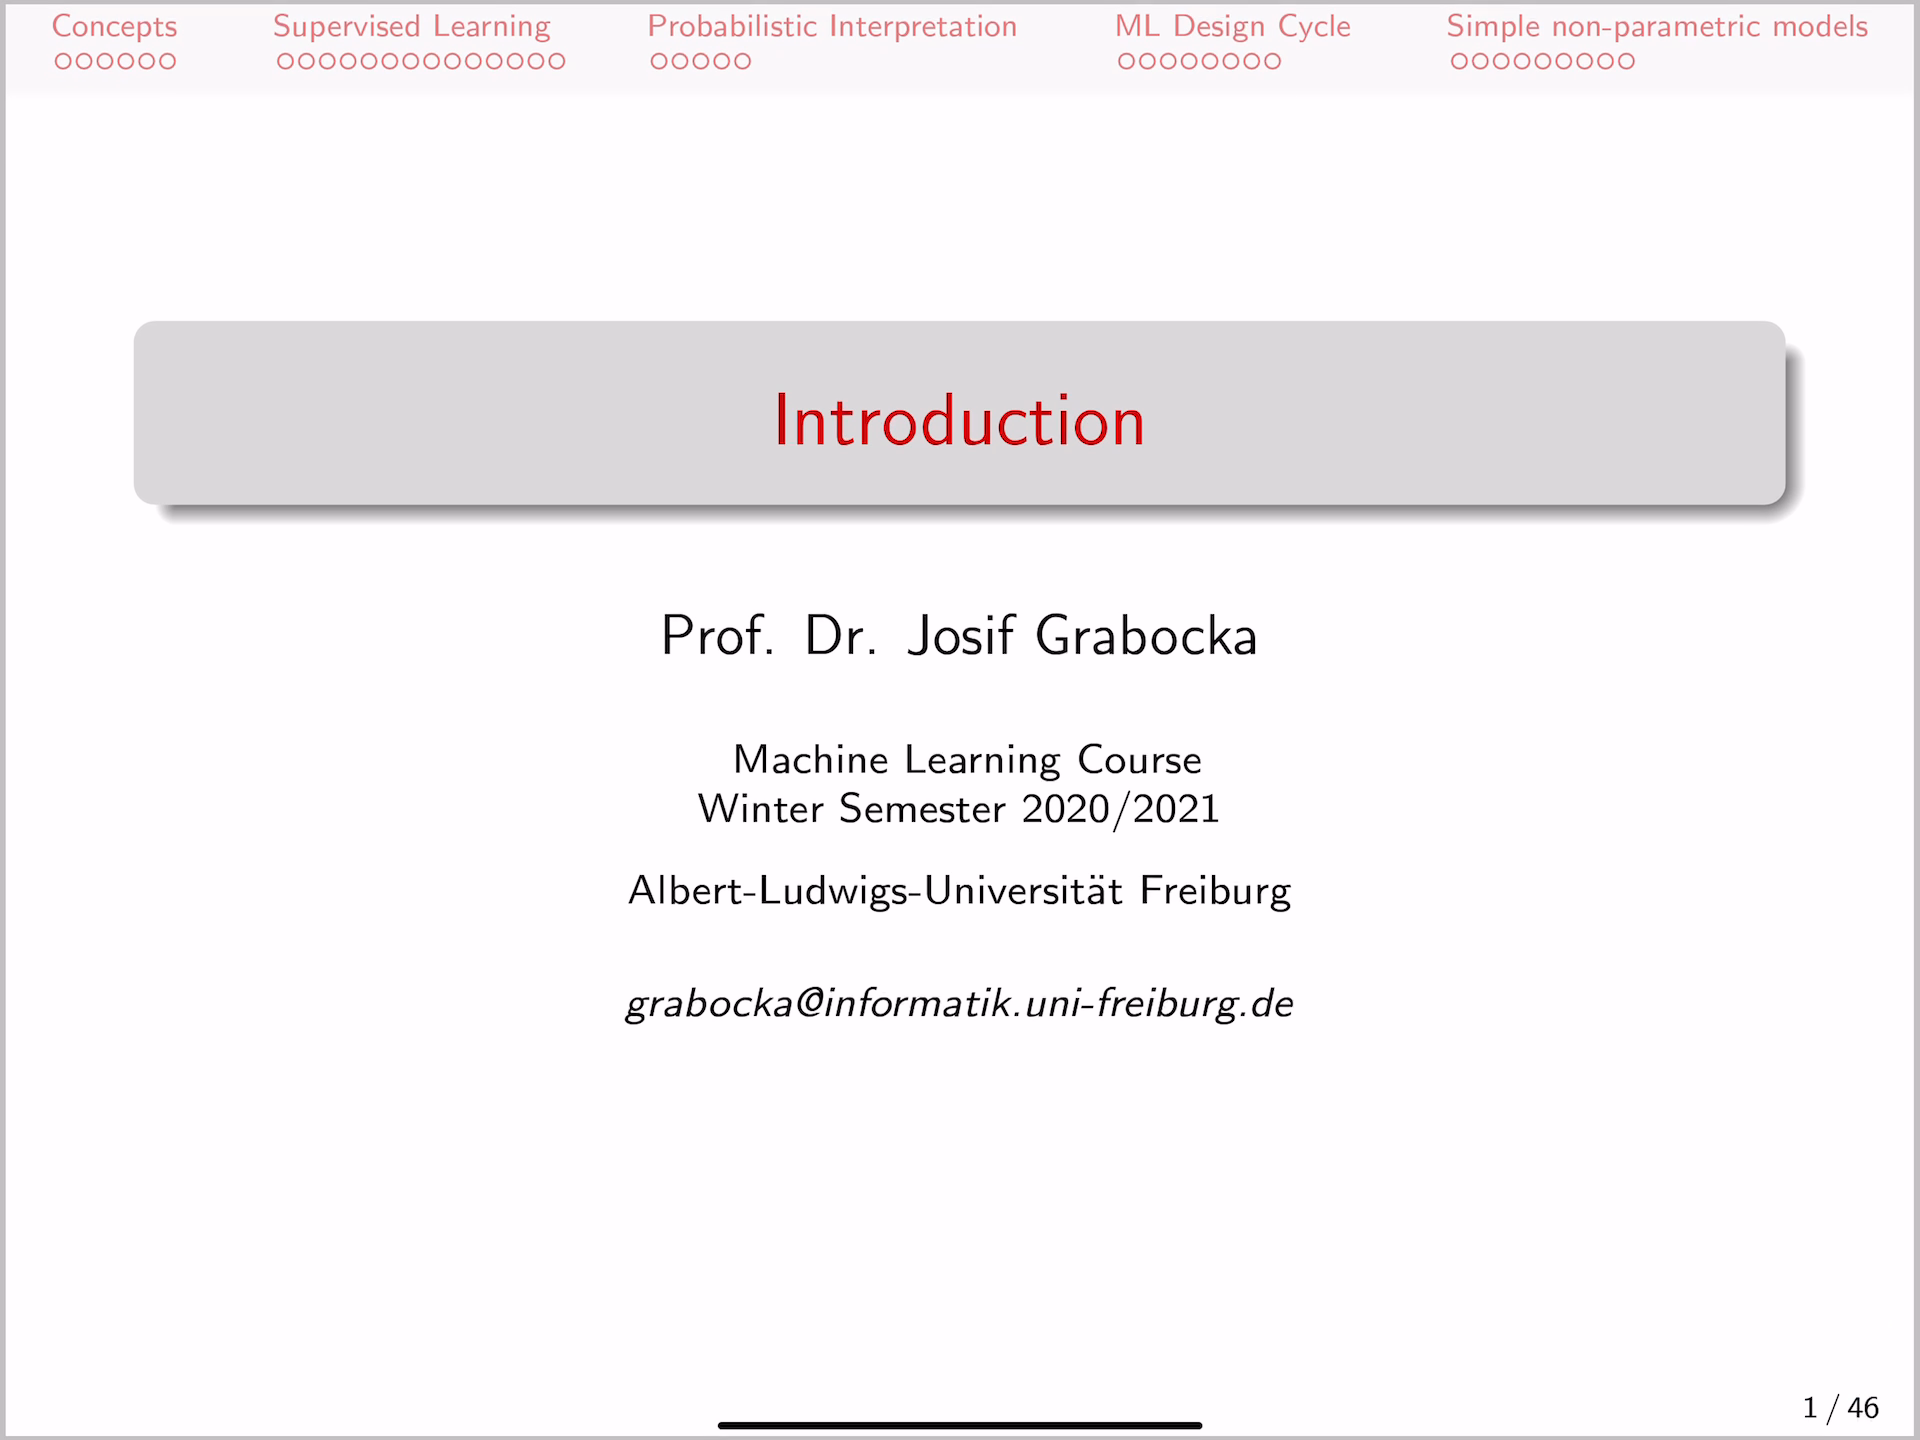 Concepts Supervised Learning Probabilistic Interpretation ML Design Cycle Simple non-parametric models
Introduction
Prof. Dr. Josif Grabocka
Machine Learning Course
Winter Semester 2020/2021
Albert-Ludwigs-Universität Freiburg
grabocka@informatik.uni-freiburg.de
1 / 46